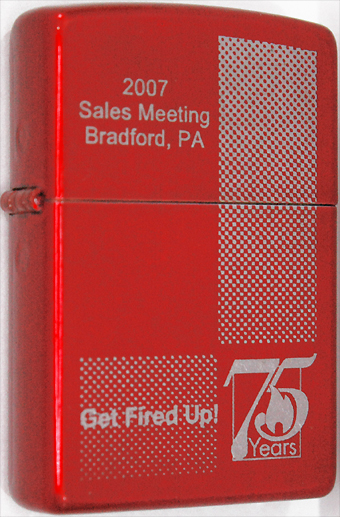 2007
Sales Meeting
Bradford, PA
Get Fired Up!
75
Years